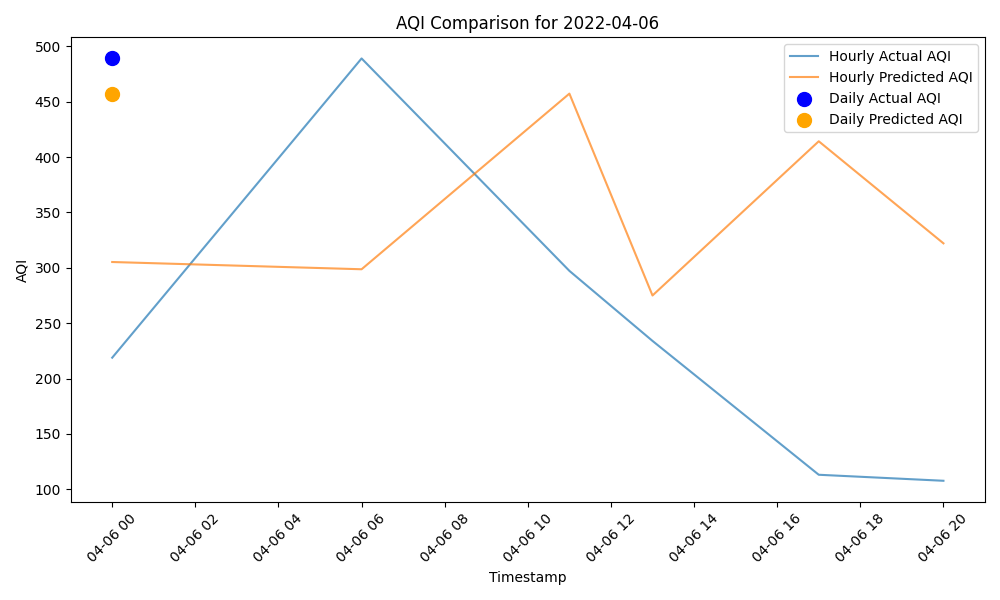 AQI Comparison for 2022-04-06
Hourly Actual AQI
Hourly Predicted AQI
Daily Actual AQI
Daily Predicted AQI
AQI
500
450
400
350
300
250
200
150
100
04-06 00
04-06 02
04-06 04
04-06 06
04-06 08
04-06 10
04-06 12
04-06 14
04-06 16
04-06 18
04-06 20
Timestamp